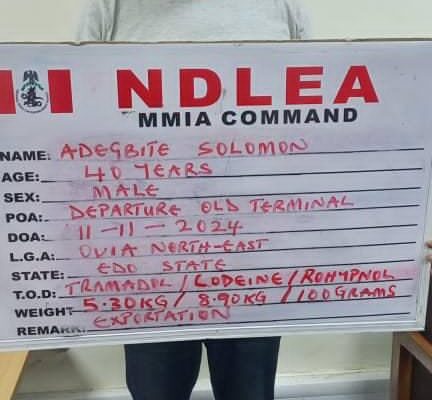 NDLEA
MMIA COMMAND
NAME: ADEGBITE SOLOMON
AGE: 40 YEARS
SEX: MALE
POA: DEPARTURE OLD TERMINAL
DOA: 11-11-2024
L.G.A: OVIA NORTH-EAST
STATE: EDO STATE
T.O.D: TRAMADOL / CODEINE / ROHYPNOL
WEIGHT 5.30KG / 8.90KG / 100GRAMS
REMARK: EXPORTATION